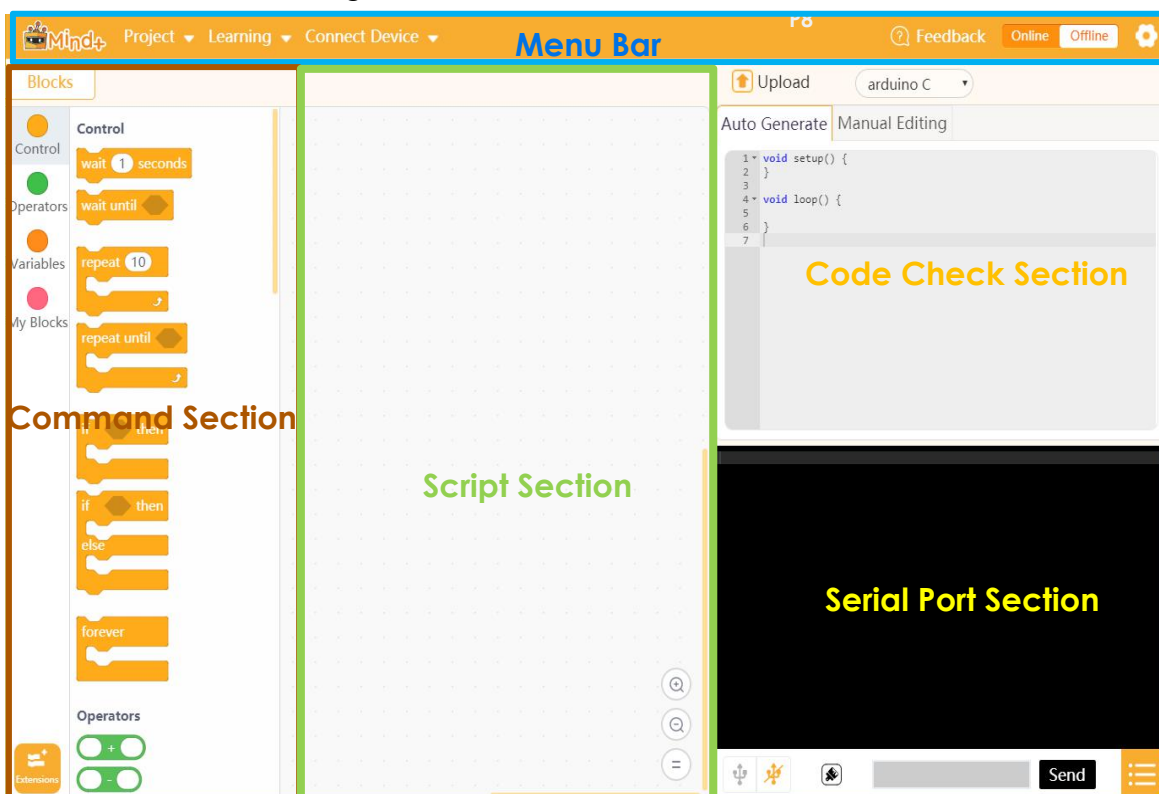 P8
Mind+ Project Learning Connect Device Menu Bar Feedback Online Offline
Blocks
Control
Operators
Variables
My Blocks
Extensions
Control
wait 1 seconds
wait until
repeat 10
repeat until
Command Section
if then
if then
else
forever
Operators
+
-
Script Section
=
Upload arduino C
Auto Generate Manual Editing
1 void setup() {
2 }
3
4 void loop() {
5
6 }
7
Code Check Section
Serial Port Section
Send